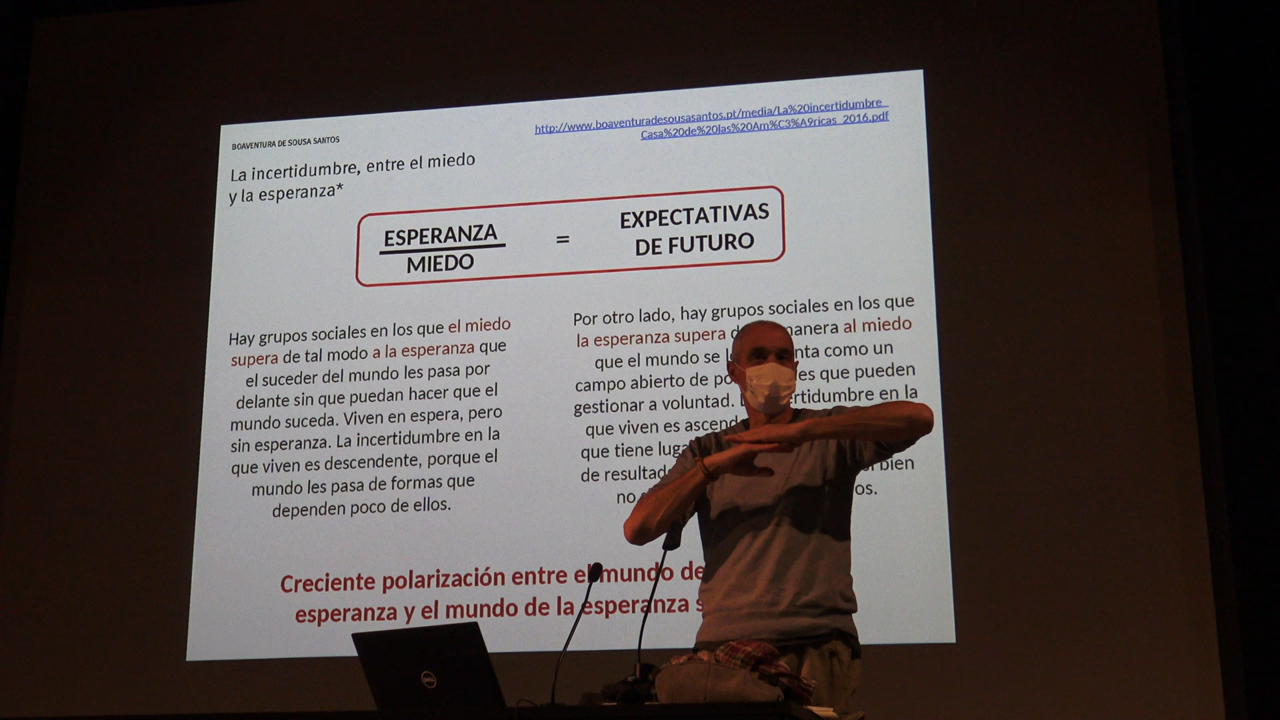 BOAVENTURA DE SOUSA SANTOS
http://www.boaventuradesousasantos.pt/media/La%20incertidumbre_
Casa%20de%20las%20Am%C3%A9ricas_2016.pdf
La incertidumbre, entre el miedo
y la esperanza*
ESPERANZA
MIEDO
=
EXPECTATIVAS
DE FUTURO
Hay grupos sociales en los que el miedo
supera de tal modo a la esperanza que
el suceder del mundo les pasa por
delante sin que puedan hacer que el
mundo suceda. Viven en espera, pero
sin esperanza. La incertidumbre en la
que viven es descendente, porque el
mundo les pasa de formas que
dependen poco de ellos.
Por otro lado, hay grupos sociales en los que
la esperanza supera manera al miedo
que el mundo se como un
campo abierto de que pueden
gestionar a voluntad. en la
que viven es
que tiene
de
no
Creciente polarización entre el mundo de
esperanza y el mundo de la esperanza
DELL